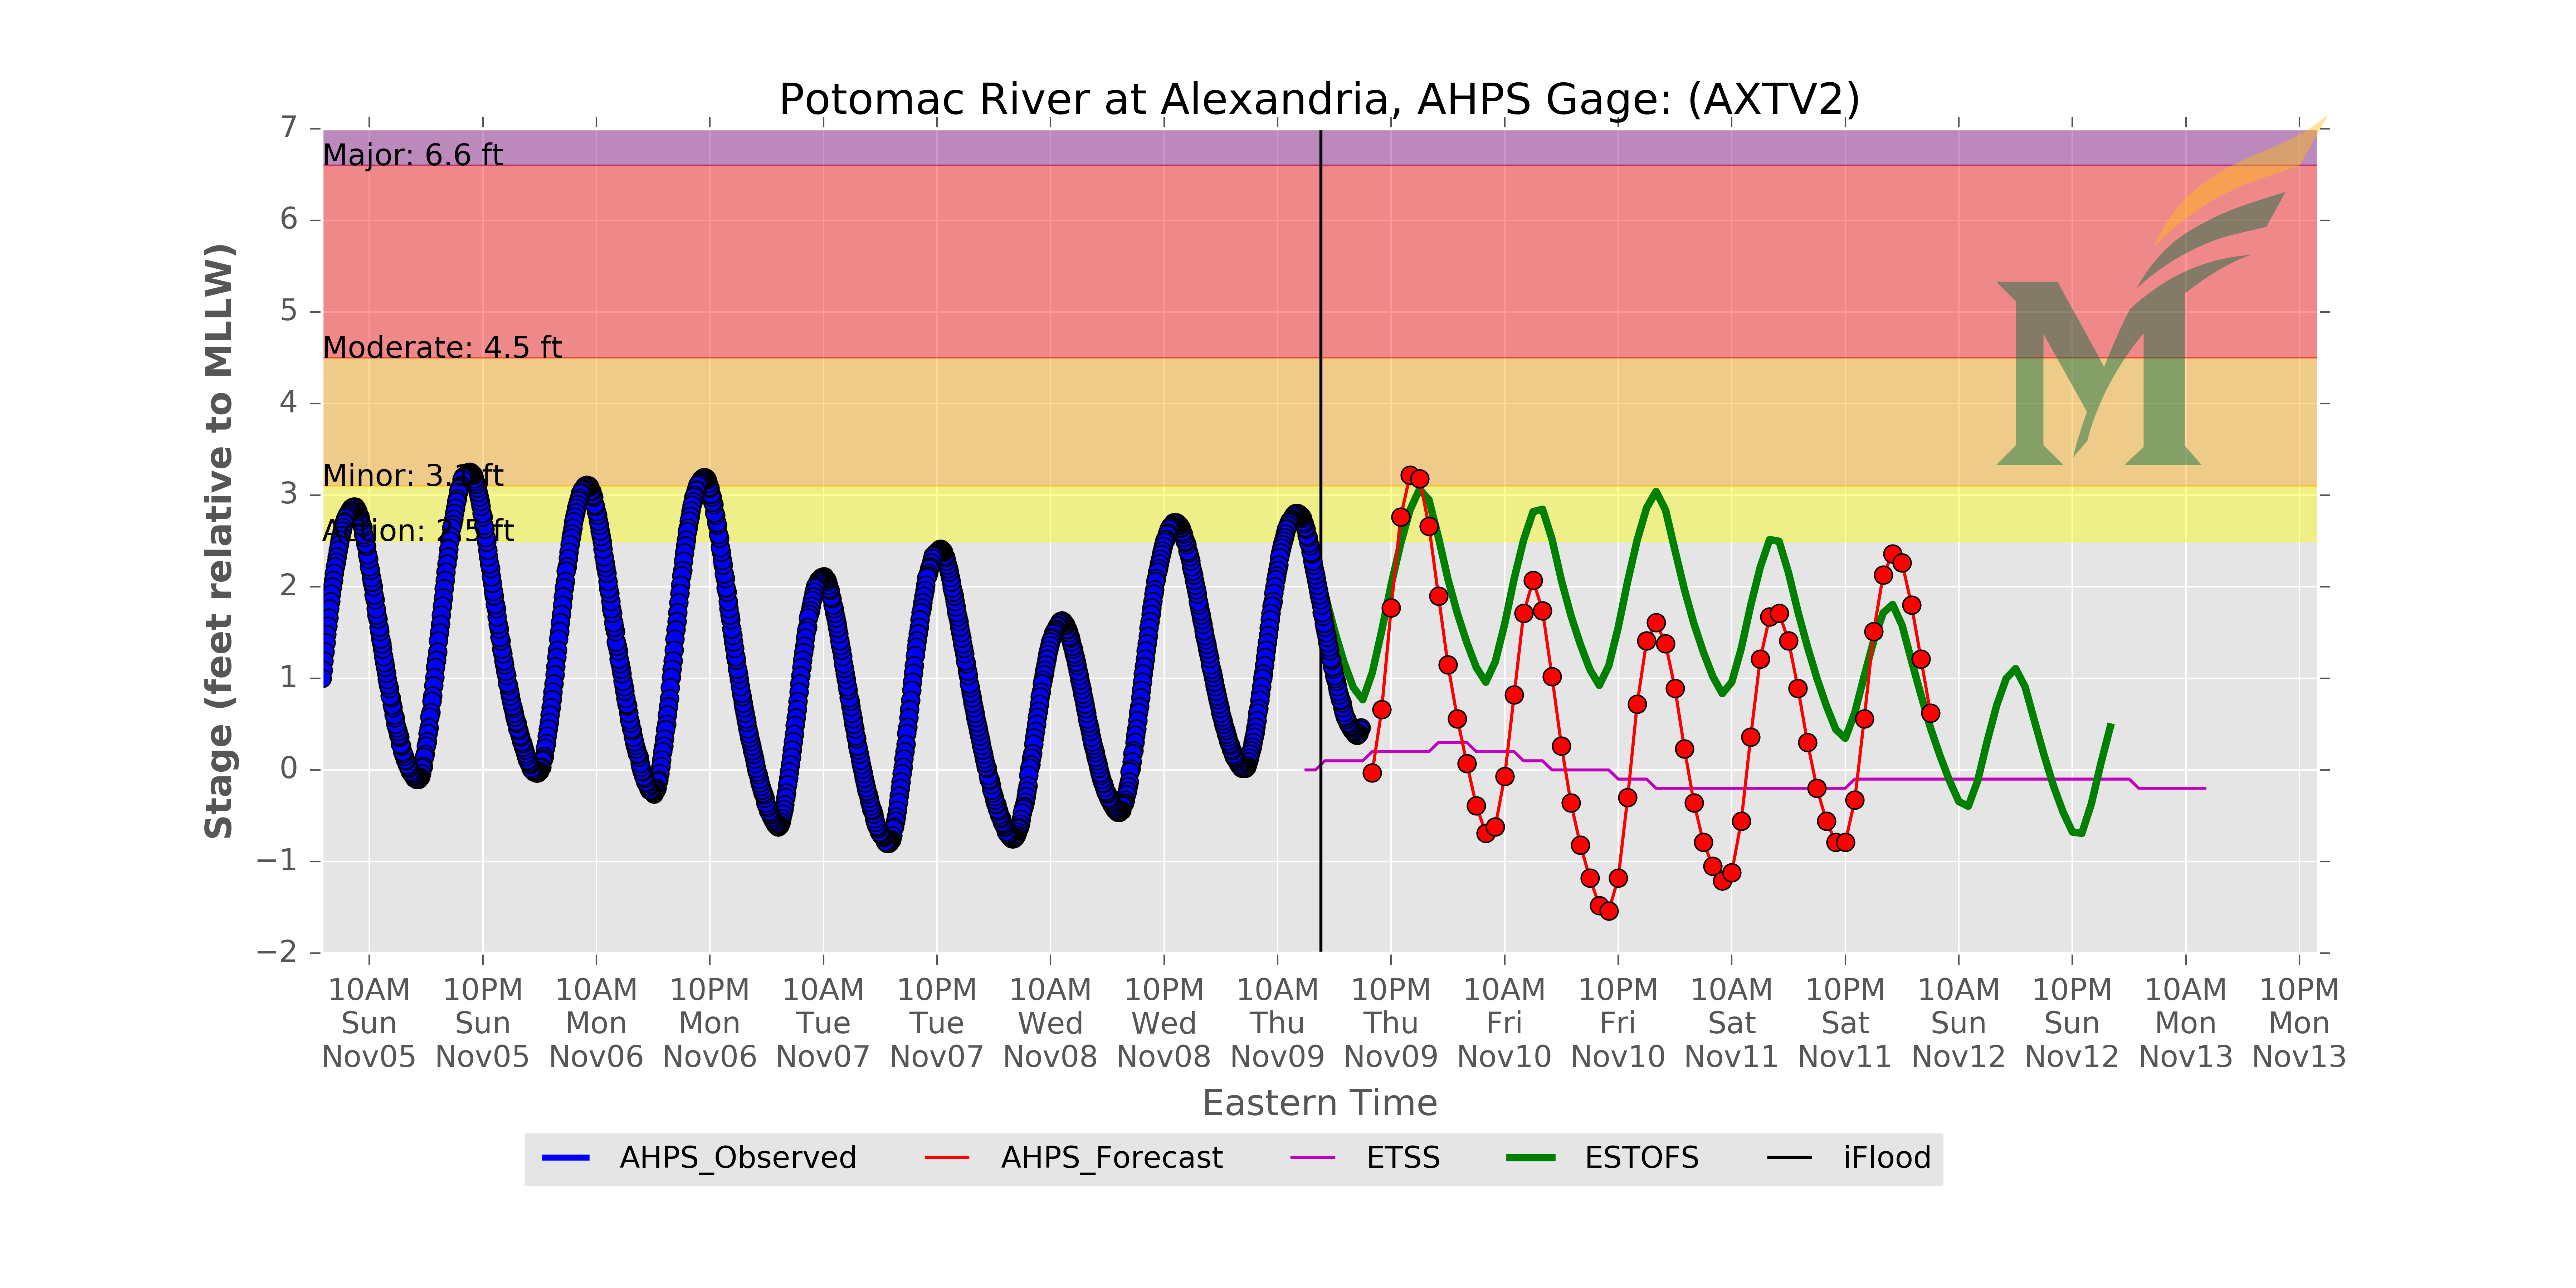 Potomac River at Alexandria, AHPS Gage: (AXTV2)
7
6
5
4
3
2
1
0
−1
−2
Stage (feet relative to MLLW)
Major: 6.6 ft
Moderate: 4.5 ft
Minor: 3.1 ft
Action: 2.5 ft
10AM 10PM 10AM 10PM 10AM 10PM 10AM 10PM 10AM 10PM 10AM 10PM 10AM 10PM 10AM 10PM 10AM 10PM
Sun Sun Mon Mon Tue Tue Wed Wed Thu Thu Fri Fri Sat Sat Sun Sun Mon Mon
Nov05 Nov05 Nov06 Nov06 Nov07 Nov07 Nov08 Nov08 Nov09 Nov09 Nov10 Nov10 Nov11 Nov11 Nov12 Nov12 Nov13 Nov13
Eastern Time
AHPS_Observed AHPS_Forecast ETSS ESTOFS iFlood
M